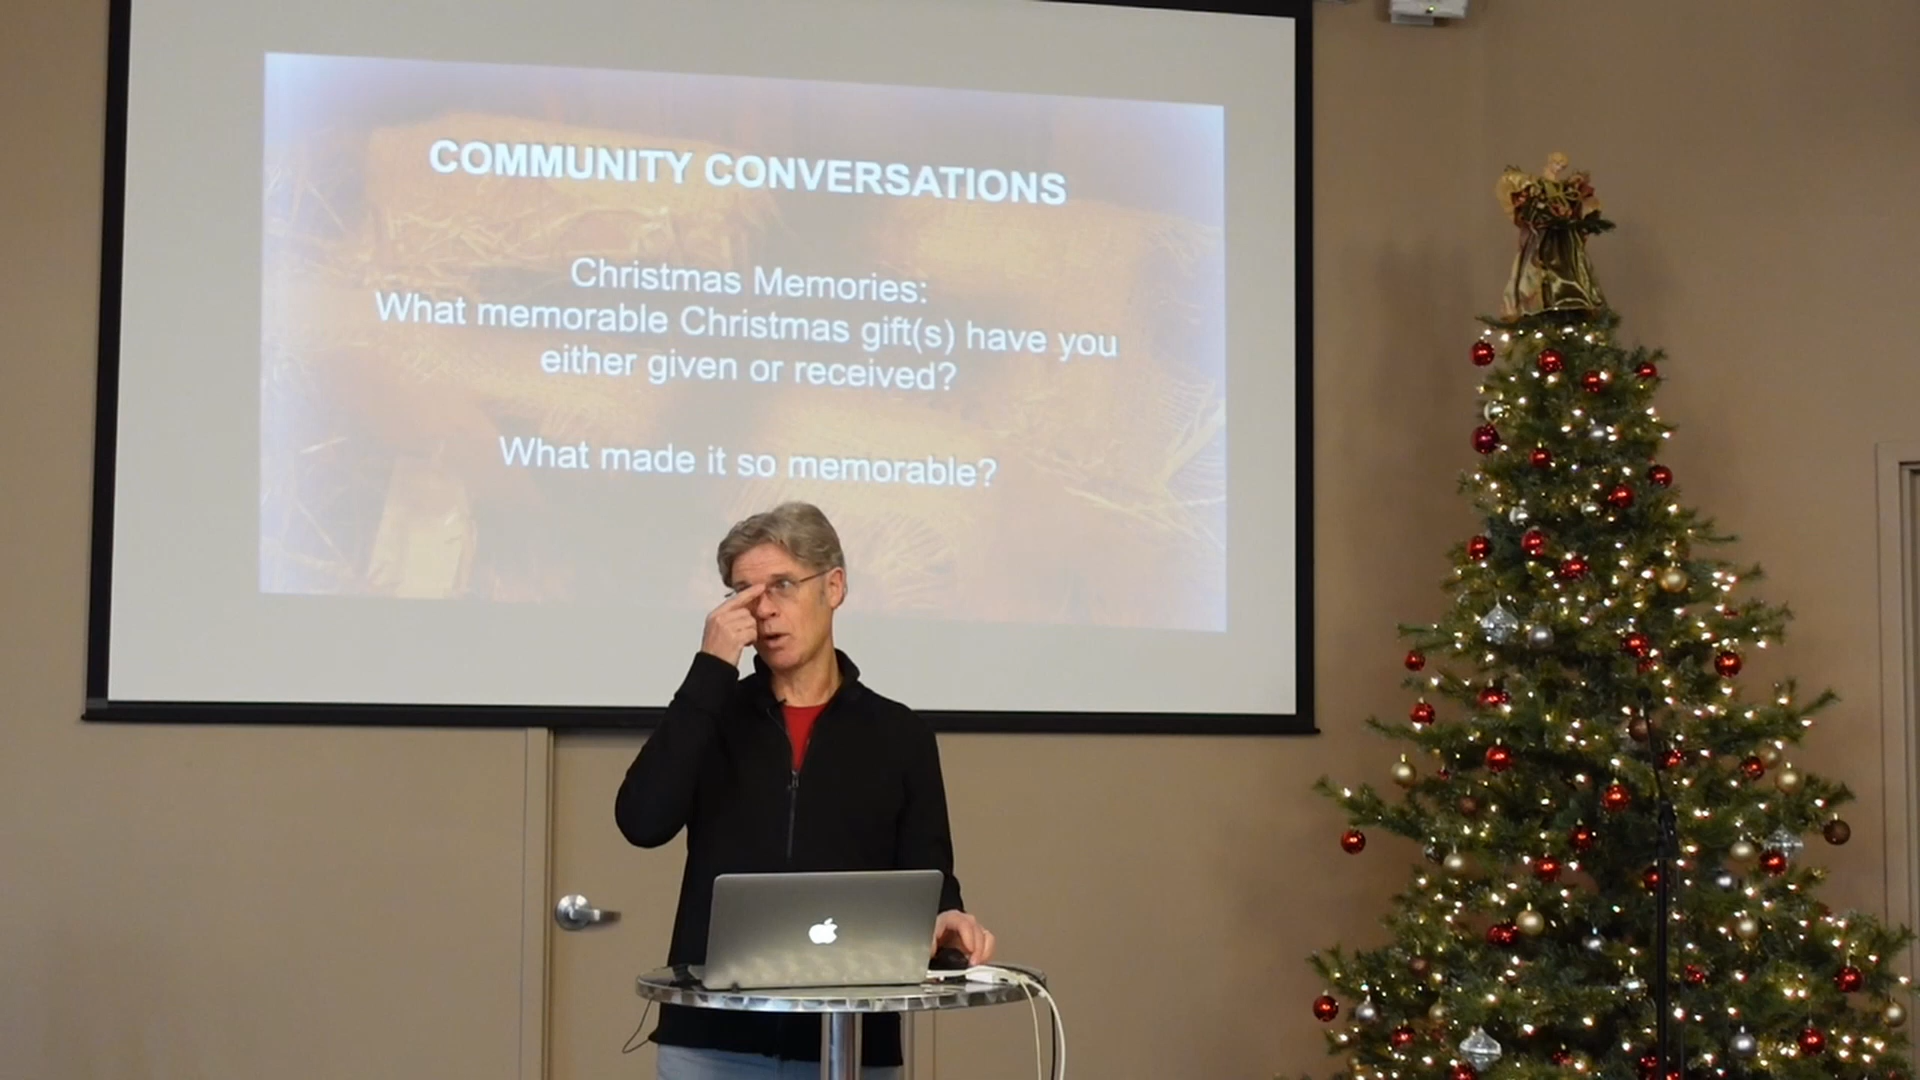 COMMUNITY CONVERSATIONS
Christmas Memories:
What memorable Christmas gift(s) have you
either given or received?
What made it so memorable?